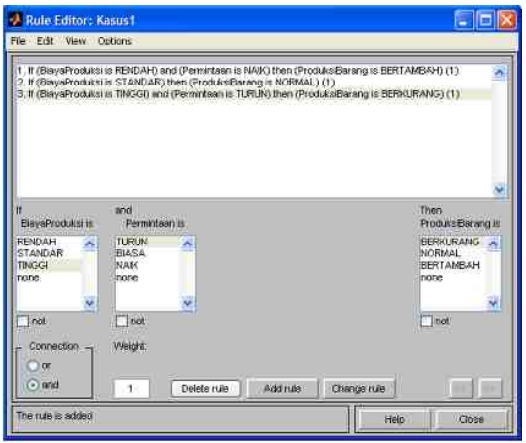 Rule Editor: Kasus1
File Edit View Options
1. If (BiayaProduksi is RENDAH) and (Permintaan is NAIK) then (ProduksiBarang is BERTAMBAH) (1)
2. If (BiayaProduksi is STANDAR) then (ProduksiBarang is NORMAL) (1)
3. If (BiayaProduksi is TINGGI) and (Permintaan is TURUN) then (ProduksiBarang is BERKURANG) (1)
If and Then
BiayaProduksi is Permintaan is ProduksiBarang is
RENDAH TURUN BERKURANG
STANDAR BIASA NORMAL
TINGGI NAIK BERTAMBAH
none none none
not not not
Connection Weight:
or
and 1 Delete rule Add rule Change rule << >>
The rule is added Help Close